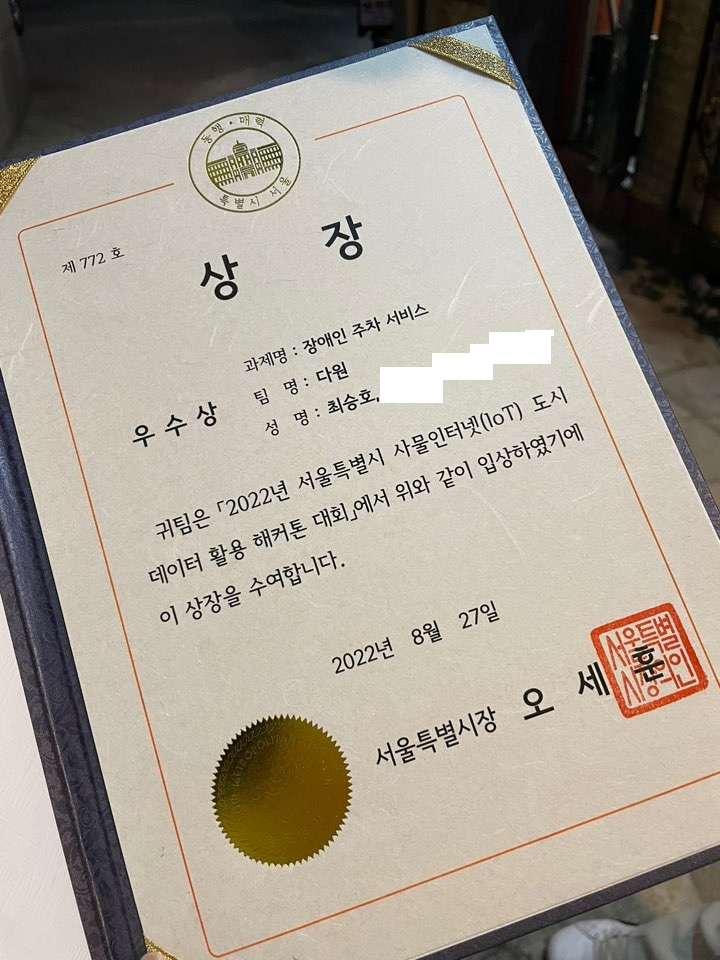 동행·매력
특별시 서울
제 772 호
상 장
과제명 : 장애인 주차 서비스
팀 명 : 다원
우수상
성 명 : 최승호,
귀팀은 「2022년 서울특별시 사물인터넷(IoT) 도시
데이터 활용 해커톤 대회」에서 위와 같이 입상하였기에
이 상장을 수여합니다.
2022년 8월 27일
서울특별시장 오 세 훈
서울특별
시장의인